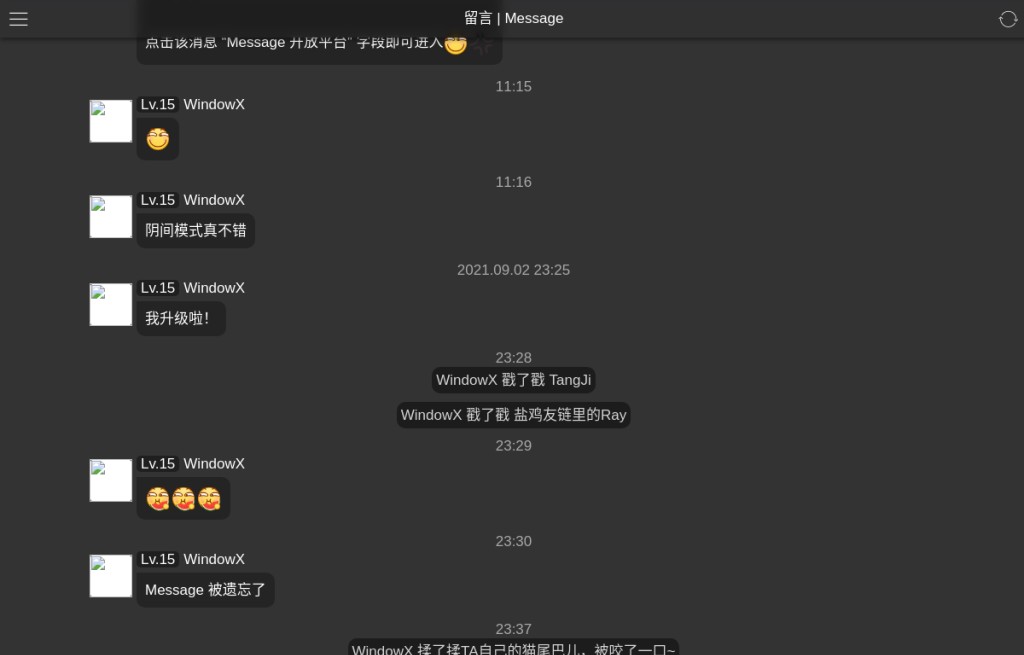 留言 | Message
点击该消息 "Message 开放平台" 字段即可进入
11:15
Lv.15 WindowX
11:16
Lv.15 WindowX
阴间模式真不错
2021.09.02 23:25
Lv.15 WindowX
我升级啦！
23:28
WindowX 戳了戳 TangJi
WindowX 戳了戳 盐鸡友链里的Ray
23:29
Lv.15 WindowX
23:30
Lv.15 WindowX
Message 被遗忘了
23:37
WindowX 揉了揉TA自己的猫尾巴儿，被咬了一口~